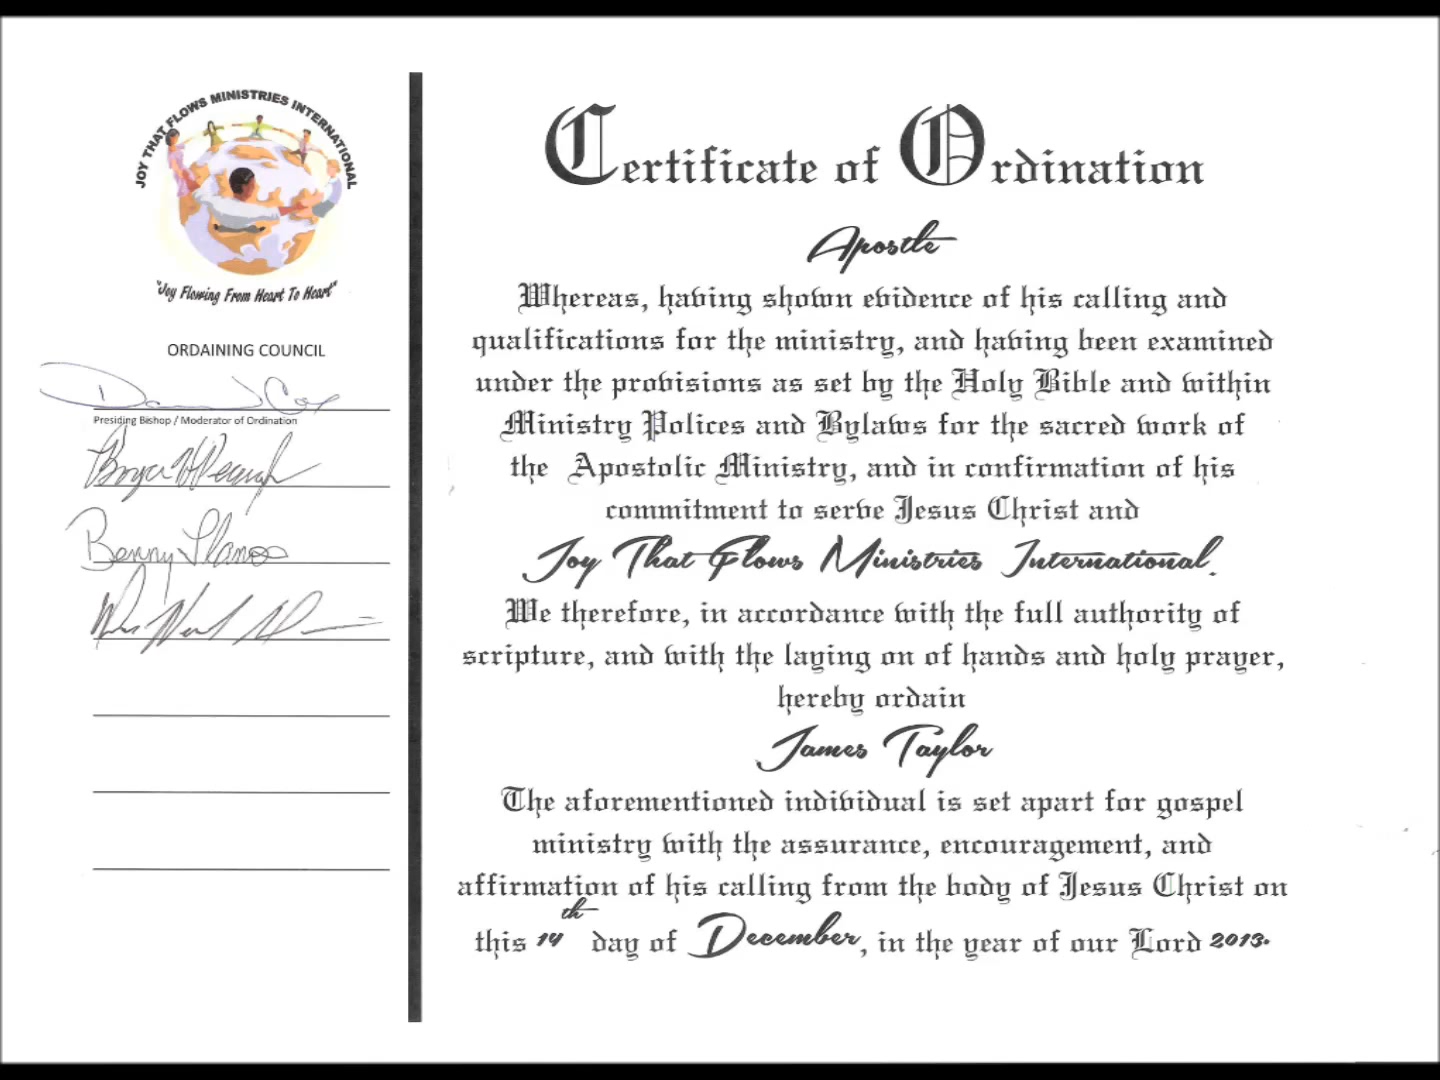 JOY THAT FLOWS MINISTRIES INTERNATIONAL
"Joy Flowing From Heart To Heart"
ORDAINING COUNCIL
Presiding Bishop / Moderator of Ordination
Benny Llanos
Certificate of Ordination
Apostle
Whereas, having shown evidence of his calling and
qualifications for the ministry, and having been examined
under the provisions as set by the Holy Bible and within
Ministry Polices and Bylaws for the sacred work of
the Apostolic Ministry, and in confirmation of his
commitment to serve Jesus Christ and
Joy That Flows Ministries International.
We therefore, in accordance with the full authority of
scripture, and with the laying on of hands and holy prayer,
hereby ordain
James Taylor
The aforementioned individual is set apart for gospel
ministry with the assurance, encouragement, and
affirmation of his calling from the body of Jesus Christ on
this 14th day of December, in the year of our Lord 2013.